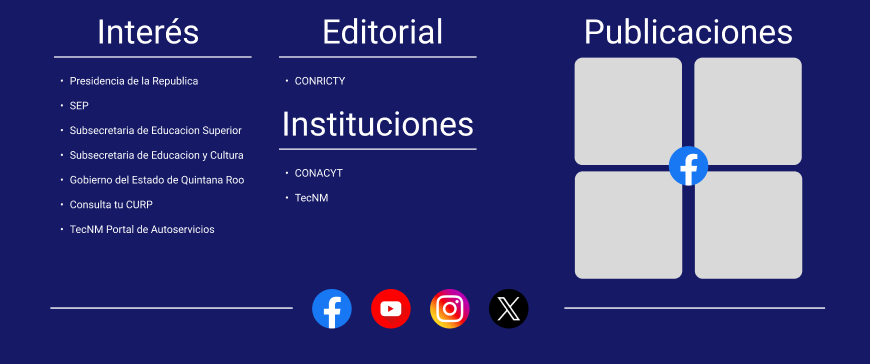 Interés
• Presidencia de la Republica
• SEP
• Subsecretaria de Educacion Superior
• Subsecretaria de Educacion y Cultura
• Gobierno del Estado de Quintana Roo
• Consulta tu CURP
• TecNM Portal de Autoservicios
Editorial
• CONRICTY
Instituciones
• CONACYT
• TecNM
Publicaciones